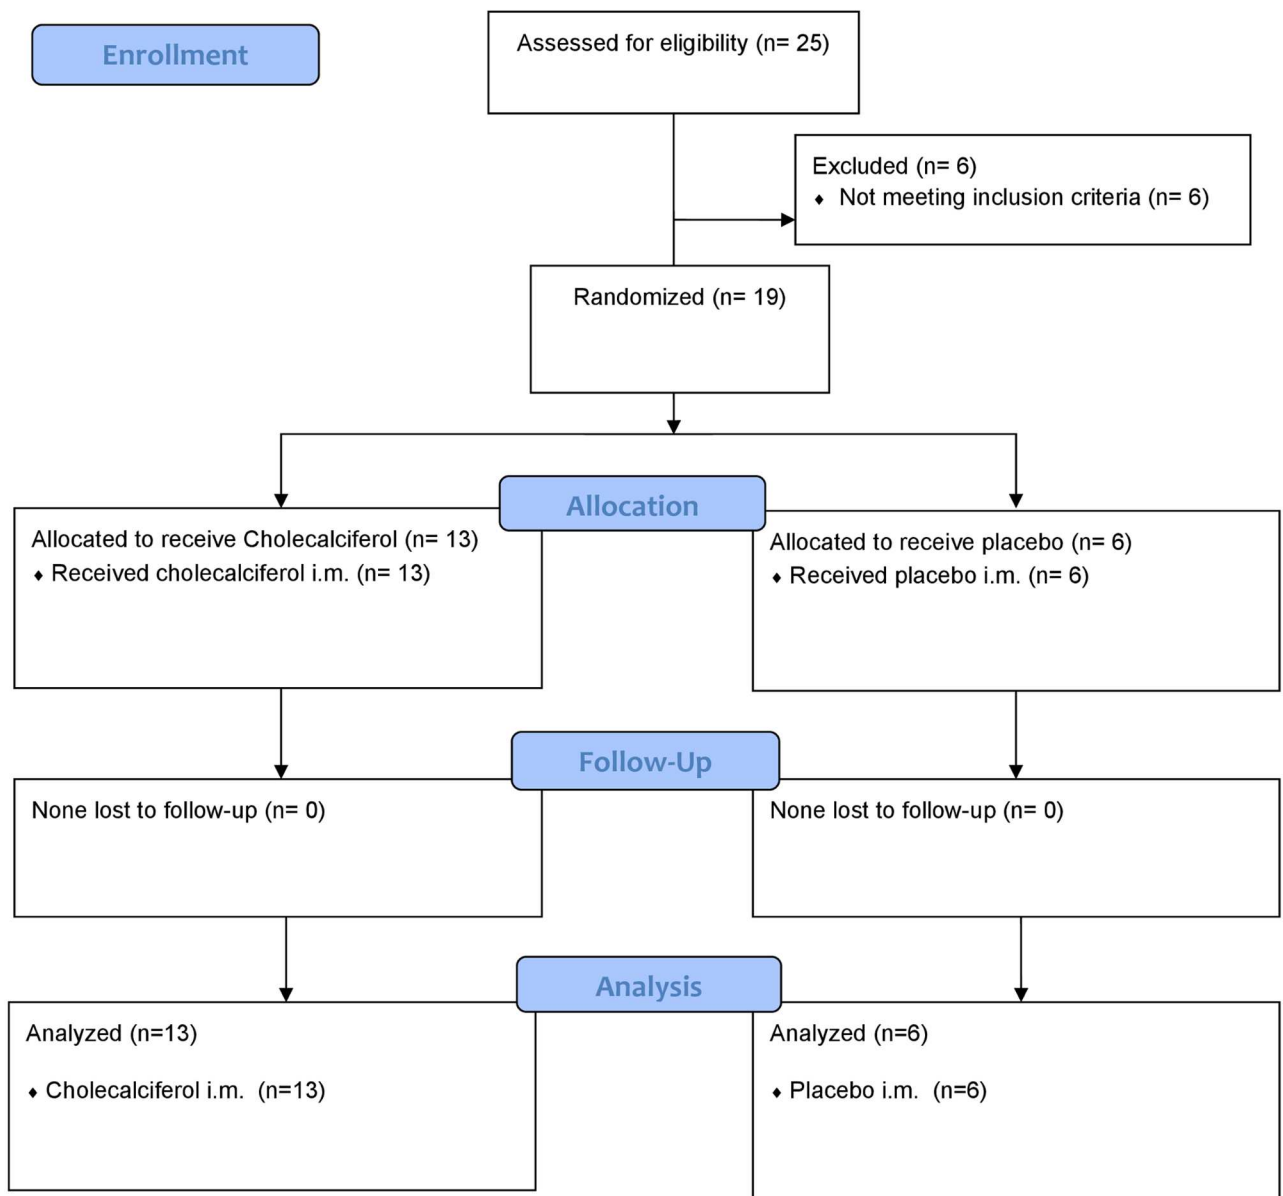 Enrollment
Assessed for eligibility (n= 25)
Excluded (n= 6)
♦ Not meeting inclusion criteria (n= 6)
Randomized (n= 19)
Allocation
Allocated to receive Cholecalciferol (n= 13)
♦ Received cholecalciferol i.m. (n= 13)
Allocated to receive placebo (n= 6)
♦ Received placebo i.m. (n= 6)
Follow-Up
None lost to follow-up (n= 0)
None lost to follow-up (n= 0)
Analysis
Analyzed (n=13)
♦ Cholecalciferol i.m. (n=13)
Analyzed (n=6)
♦ Placebo i.m. (n=6)